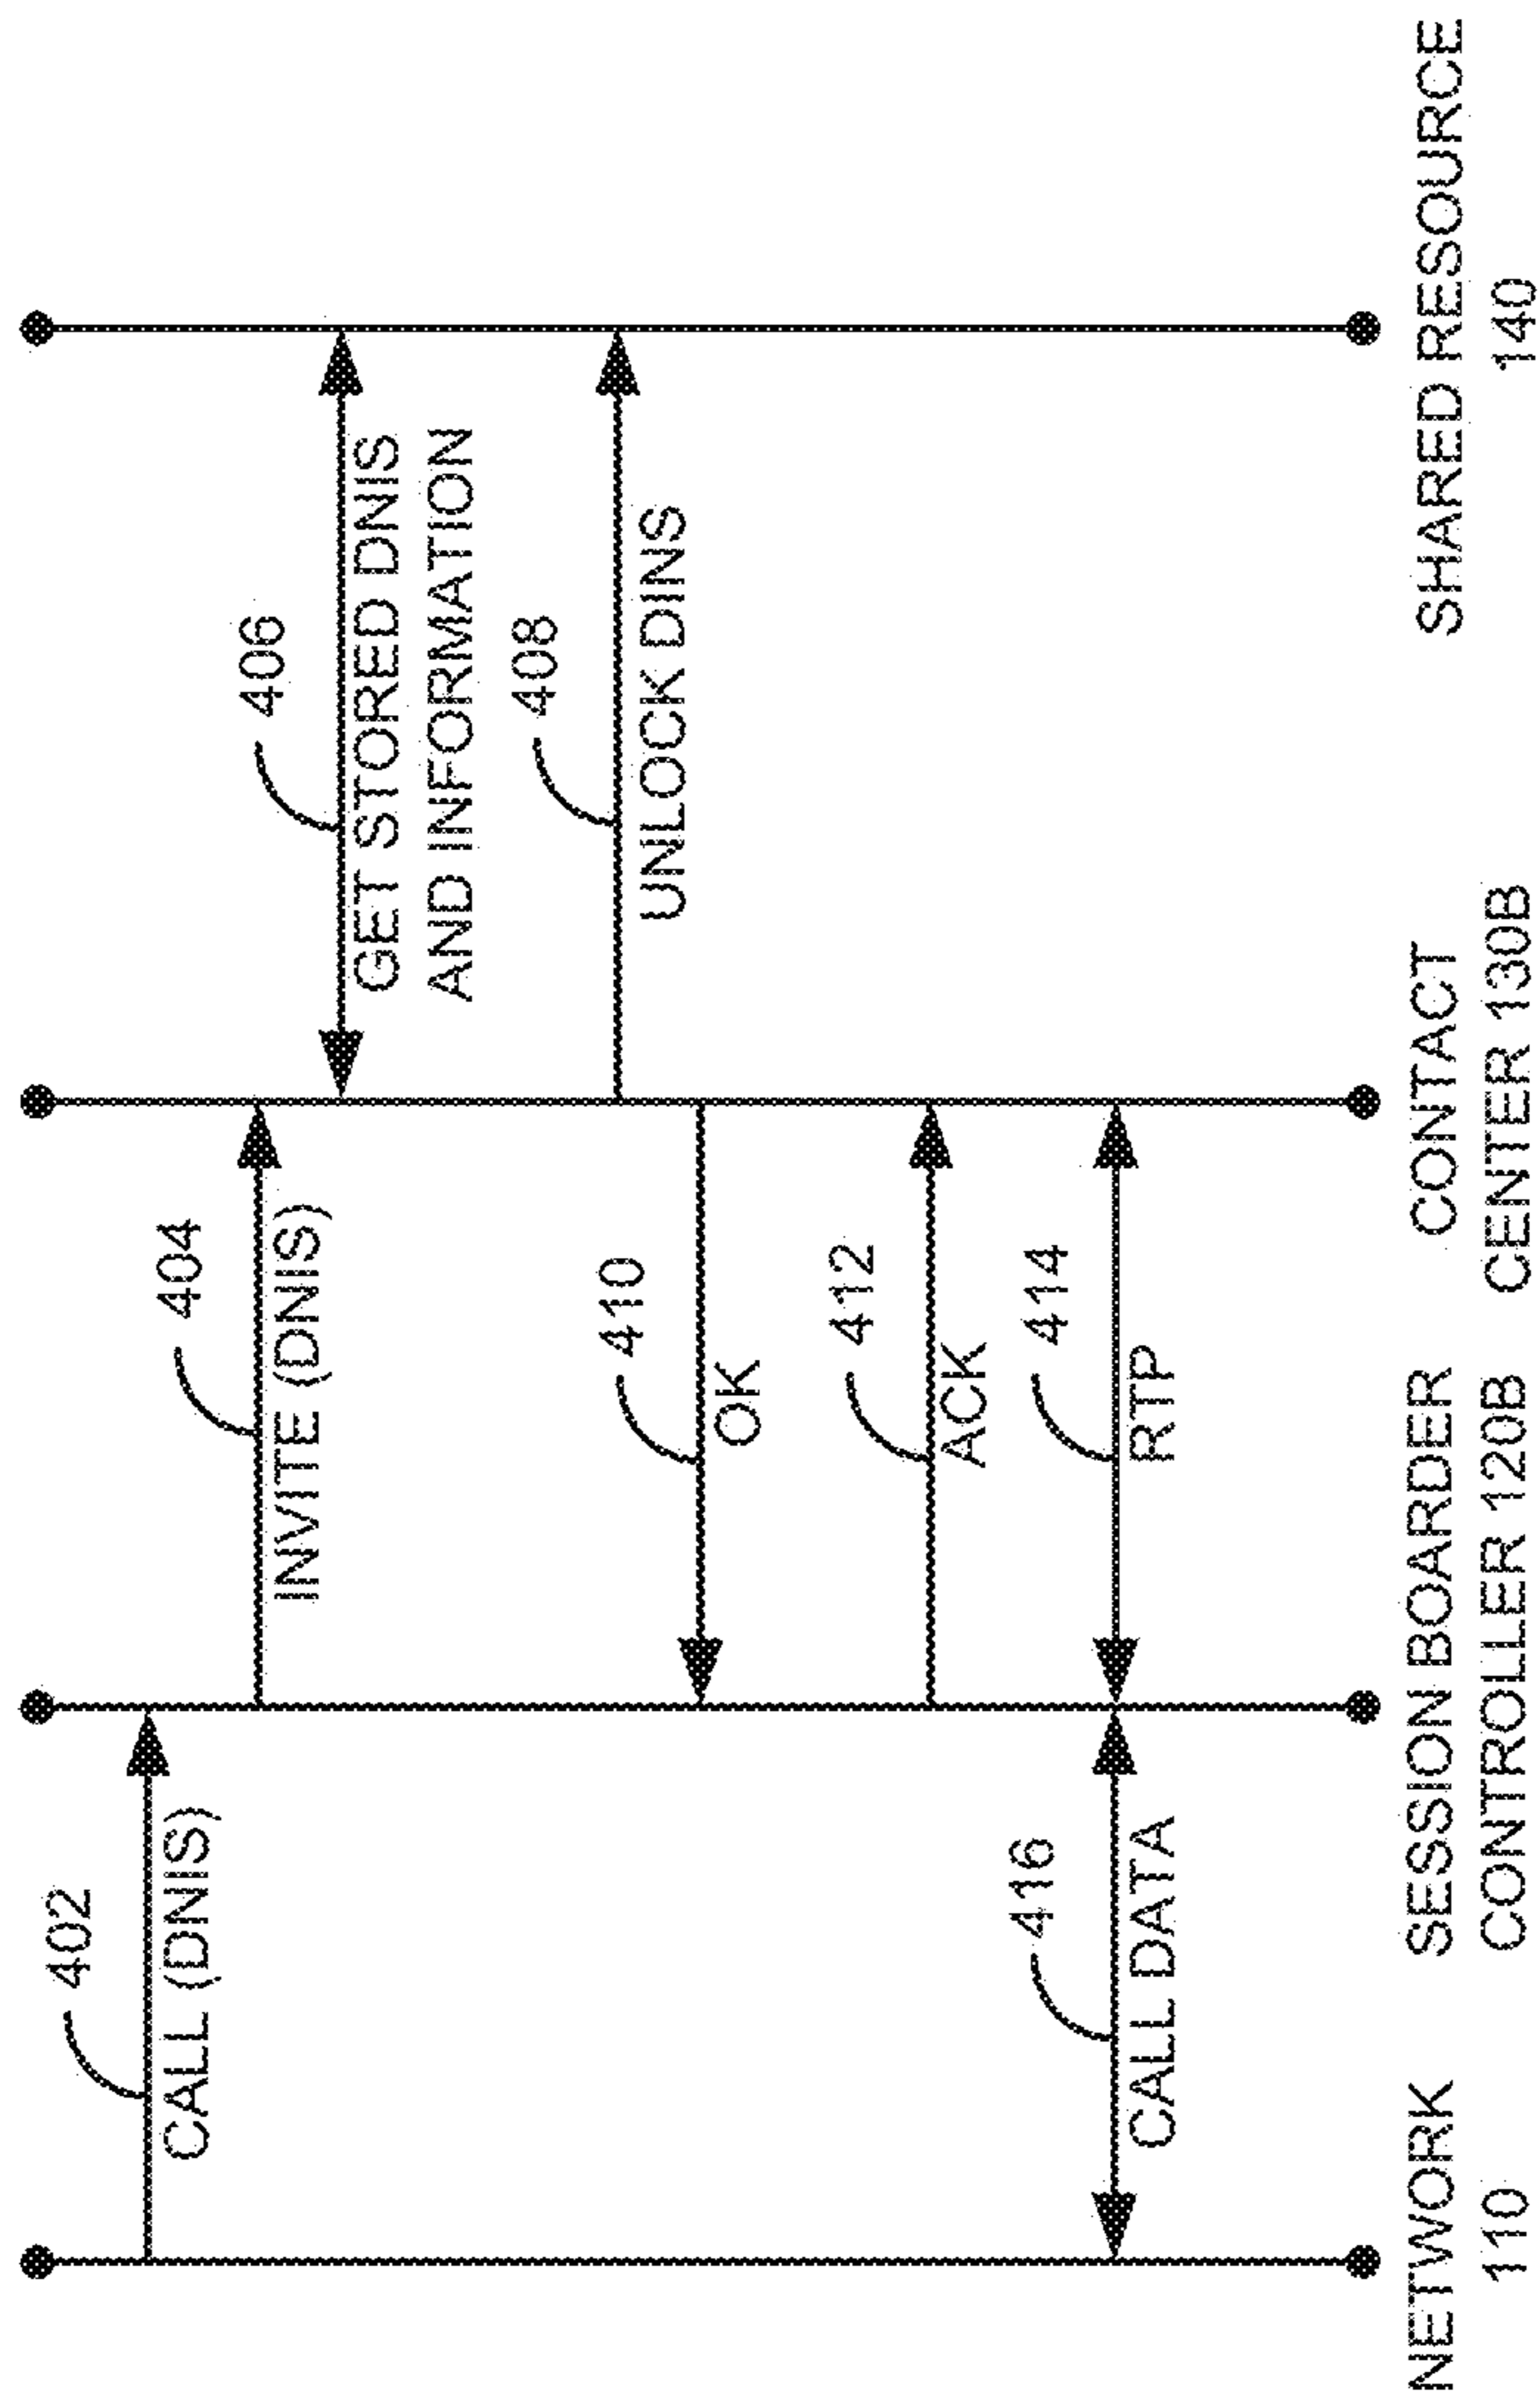 402
CALL (DNIS)
404
INVITE (DNIS)
406
GET STORED DNIS
AND INFORMATION
408
UNLOCK DINS
410
OK
412
ACK
416
CALL DATA
414
RTP
NETWORK
110
SESSION BOARDER
CONTROLLER 120B
CONTACT
CENTER 130B
SHARED RESOURCE
140